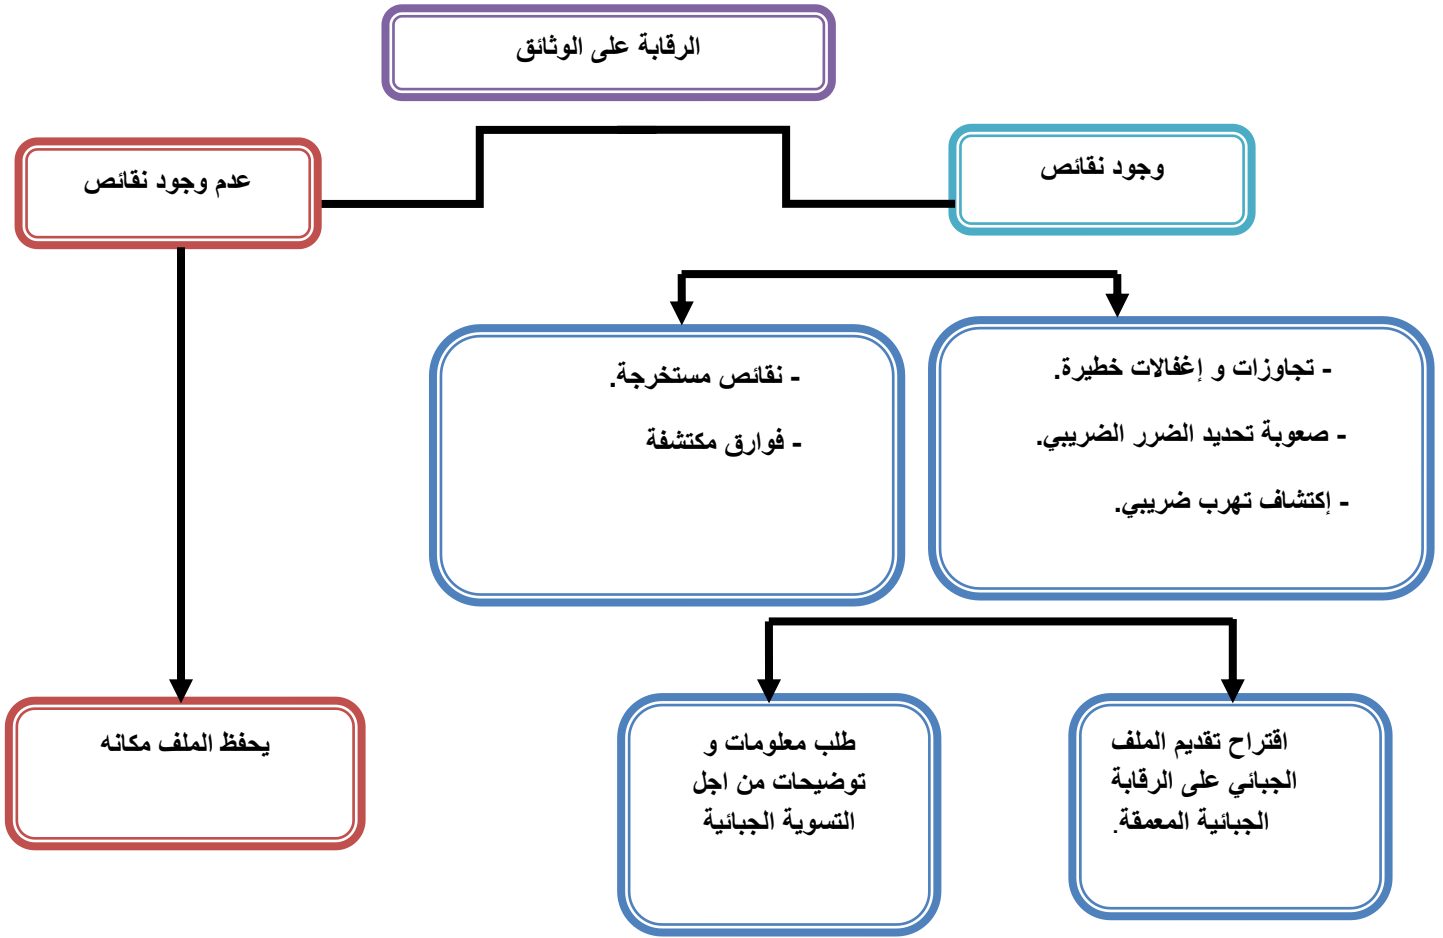 الرقابة على الوثائق
وجود نقائص
عدم وجود نقائص
- تجاوزات و إغفالات خطيرة.
- صعوبة تحديد الضرر الضريبي.
- إكتشاف تهرب ضريبي.
- نقائص مستخرجة.
- فوارق مكتشفة
اقتراح تقديم الملف
الجبائي على الرقابة
الجبائية المعمقة.
طلب معلومات و
توضيحات من اجل
التسوية الجبائية
يحفظ الملف مكانه